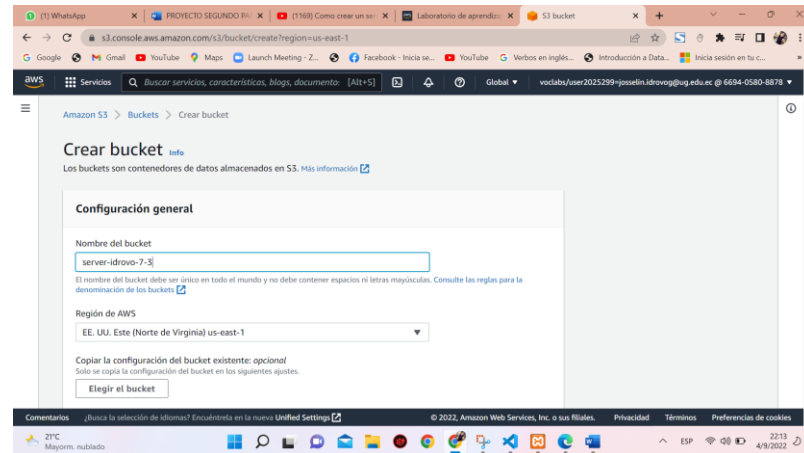 (1) WhatsApp
PROYECTO SEGUNDO PA
(1169) Como crear un ser
Laboratorio de aprendizaj
S3 bucket
s3.console.aws.amazon.com/s3/bucket/create?region=us-east-1
Google M Gmail YouTube Maps Launch Meeting - Z... Facebook - Inicia se... YouTube Verbos en inglés... Introducción a Data... Inicia sesión en tu c...
aws Servicios Buscar servicios, características, blogs, documento: [Alt+S] Global voclabs/user2025299=josselin.idrovog@ug.edu.ec @ 6694-0580-8878
Amazon S3 > Buckets > Crear bucket
Crear bucket Info
Los buckets son contenedores de datos almacenados en S3. Más información
Configuración general
Nombre del bucket
server-idrovo-7-3
El nombre del bucket debe ser único en todo el mundo y no debe contener espacios ni letras mayúsculas. Consulte las reglas para la
denominación de los buckets
Región de AWS
EE. UU. Este (Norte de Virginia) us-east-1
Copiar la configuración del bucket existente: opcional
Solo se copia la configuración del bucket en los siguientes ajustes.
Elegir el bucket
Comentarios ¿Busca la selección de idiomas? Encuéntrela en la nueva Unified Settings © 2022, Amazon Web Services, Inc. o sus filiales. Privacidad Términos Preferencias de cookies
21°C
Mayorm. nublado
ESP
22:13
4/9/2022